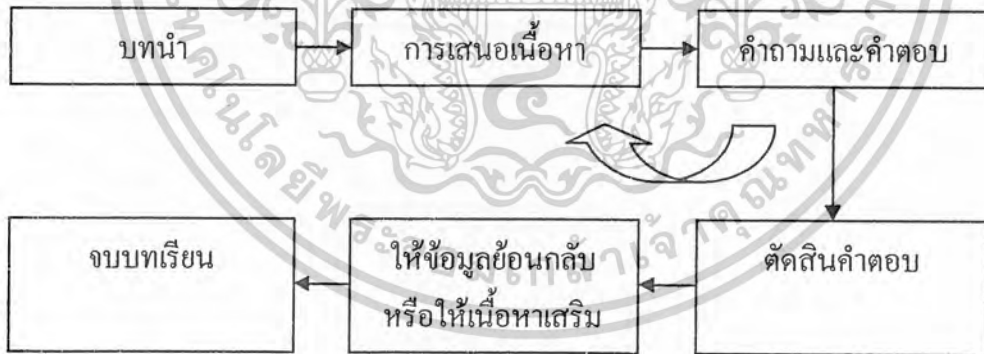 บทนำ
การเสนอเนื้อหา
คำถามและคำตอบ
ตัดสินคำตอบ
ให้ข้อมูลย้อนกลับ
หรือให้เนื้อหาเสริม
จบบทเรียน